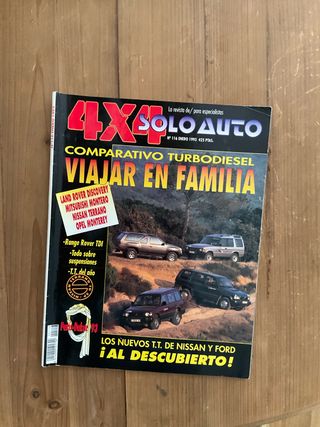 La revista de/para especialistas
4X4 SOLO AUTO
Nº 116 ENERO 1993 425 PTAS.
COMPARATIVO TURBODIESEL
VIAJAR EN FAMILIA
LAND ROVER DISCOVERY
MITSUBISHI MONTERO
NISSAN TERRANO
OPEL MONTEREY
-Range Rover TDi
-Todo sobre
suspensiones
-T.T. del año
9
LOS NUEVOS T.T. DE NISSAN Y FORD
¡AL DESCUBIERTO!